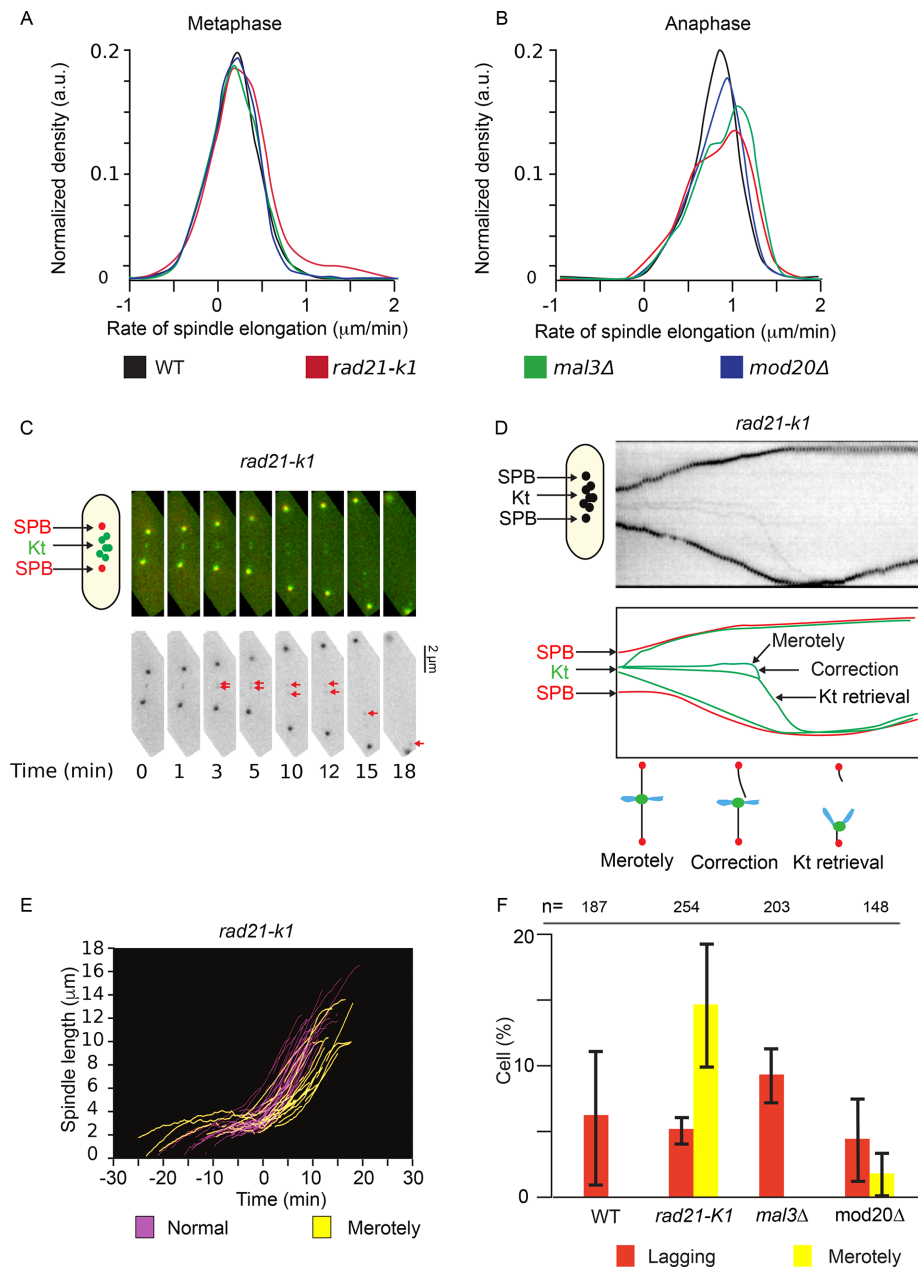 A
Metaphase
Normalized density (a.u.)
0.2
0.1
0
-1
0
1
2
Rate of spindle elongation (μm/min)
B
Anaphase
Normalized density (a.u.)
0.2
0.1
0
-1
0
1
2
Rate of spindle elongation (μm/min)
WT
rad21-k1
mal3Δ
mod20Δ
C
rad21-k1
SPB
Kt
SPB
2 μm
Time (min) 0 1 3 5 10 12 15 18
D
rad21-k1
SPB
Kt
SPB
SPB
Kt
SPB
Merotely
Correction
Kt retrieval
Merotely
Correction
Kt retrieval
E
rad21-k1
Spindle length (μm)
18
16
14
12
10
8
6
4
2
0
-30 -20 -10 0 10 20 30
Time (min)
Normal
Merotely
F
n= 187 254 203 148
Cell (%)
20
10
0
WT
rad21-K1
mal3Δ
mod20Δ
Lagging
Merotely